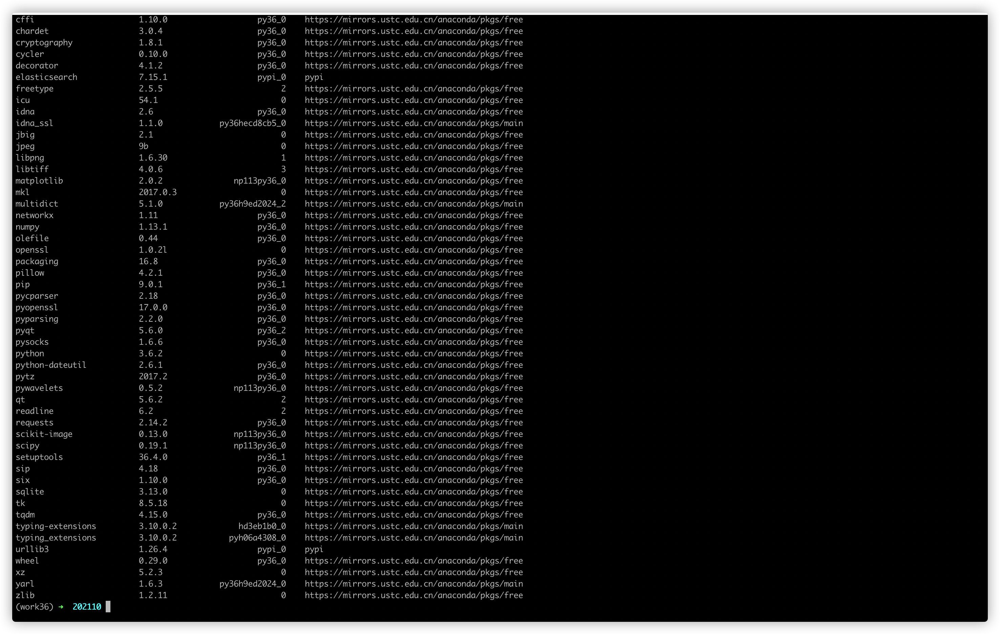 cffi 1.10.0 py36_0 https://mirrors.ustc.edu.cn/anaconda/pkgs/free
chardet 3.0.4 py36_0 https://mirrors.ustc.edu.cn/anaconda/pkgs/free
cryptography 1.8.1 py36_0 https://mirrors.ustc.edu.cn/anaconda/pkgs/free
cycler 0.10.0 py36_0 https://mirrors.ustc.edu.cn/anaconda/pkgs/free
decorator 4.1.2 py36_0 https://mirrors.ustc.edu.cn/anaconda/pkgs/free
elasticsearch 7.15.1 pypi_0 pypi
freetype 2.5.5 2 https://mirrors.ustc.edu.cn/anaconda/pkgs/free
icu 54.1 0 https://mirrors.ustc.edu.cn/anaconda/pkgs/free
idna 2.6 py36_0 https://mirrors.ustc.edu.cn/anaconda/pkgs/free
idna_ssl 1.1.0 py36hecd8cb5_0 https://mirrors.ustc.edu.cn/anaconda/pkgs/main
jbig 2.1 0 https://mirrors.ustc.edu.cn/anaconda/pkgs/free
jpeg 9b 0 https://mirrors.ustc.edu.cn/anaconda/pkgs/free
libpng 1.6.30 1 https://mirrors.ustc.edu.cn/anaconda/pkgs/free
libtiff 4.0.6 3 https://mirrors.ustc.edu.cn/anaconda/pkgs/free
matplotlib 2.0.2 np113py36_0 https://mirrors.ustc.edu.cn/anaconda/pkgs/free
mkl 2017.0.3 0 https://mirrors.ustc.edu.cn/anaconda/pkgs/free
multidict 5.1.0 py36h9ed2024_2 https://mirrors.ustc.edu.cn/anaconda/pkgs/main
networkx 1.11 py36_0 https://mirrors.ustc.edu.cn/anaconda/pkgs/free
numpy 1.13.1 py36_0 https://mirrors.ustc.edu.cn/anaconda/pkgs/free
olefile 0.44 py36_0 https://mirrors.ustc.edu.cn/anaconda/pkgs/free
openssl 1.0.2l 0 https://mirrors.ustc.edu.cn/anaconda/pkgs/free
packaging 16.8 py36_0 https://mirrors.ustc.edu.cn/anaconda/pkgs/free
pillow 4.2.1 py36_0 https://mirrors.ustc.edu.cn/anaconda/pkgs/free
pip 9.0.1 py36_1 https://mirrors.ustc.edu.cn/anaconda/pkgs/free
pycparser 2.18 py36_0 https://mirrors.ustc.edu.cn/anaconda/pkgs/free
pyopenssl 17.0.0 py36_0 https://mirrors.ustc.edu.cn/anaconda/pkgs/free
pyparsing 2.2.0 py36_0 https://mirrors.ustc.edu.cn/anaconda/pkgs/free
pyqt 5.6.0 py36_2 https://mirrors.ustc.edu.cn/anaconda/pkgs/free
pysocks 1.6.6 py36_0 https://mirrors.ustc.edu.cn/anaconda/pkgs/free
python 3.6.2 0 https://mirrors.ustc.edu.cn/anaconda/pkgs/free
python-dateutil 2.6.1 py36_0 https://mirrors.ustc.edu.cn/anaconda/pkgs/free
pytz 2017.2 py36_0 https://mirrors.ustc.edu.cn/anaconda/pkgs/free
pywavelets 0.5.2 np113py36_0 https://mirrors.ustc.edu.cn/anaconda/pkgs/free
qt 5.6.2 2 https://mirrors.ustc.edu.cn/anaconda/pkgs/free
readline 6.2 2 https://mirrors.ustc.edu.cn/anaconda/pkgs/free
requests 2.14.2 py36_0 https://mirrors.ustc.edu.cn/anaconda/pkgs/free
scikit-image 0.13.0 np113py36_0 https://mirrors.ustc.edu.cn/anaconda/pkgs/free
scipy 0.19.1 np113py36_0 https://mirrors.ustc.edu.cn/anaconda/pkgs/free
setuptools 36.4.0 py36_1 https://mirrors.ustc.edu.cn/anaconda/pkgs/free
sip 4.18 py36_0 https://mirrors.ustc.edu.cn/anaconda/pkgs/free
six 1.10.0 py36_0 https://mirrors.ustc.edu.cn/anaconda/pkgs/free
sqlite 3.13.0 0 https://mirrors.ustc.edu.cn/anaconda/pkgs/free
tk 8.5.18 0 https://mirrors.ustc.edu.cn/anaconda/pkgs/free
tqdm 4.15.0 py36_0 https://mirrors.ustc.edu.cn/anaconda/pkgs/free
typing-extensions 3.10.0.2 hd3eb1b0_0 https://mirrors.ustc.edu.cn/anaconda/pkgs/main
typing_extensions 3.10.0.2 pyh06a4308_0 https://mirrors.ustc.edu.cn/anaconda/pkgs/main
urllib3 1.26.4 pypi_0 pypi
wheel 0.29.0 py36_0 https://mirrors.ustc.edu.cn/anaconda/pkgs/free
xz 5.2.3 0 https://mirrors.ustc.edu.cn/anaconda/pkgs/free
yarl 1.6.3 py36h9ed2024_0 https://mirrors.ustc.edu.cn/anaconda/pkgs/main
zlib 1.2.11 0 https://mirrors.ustc.edu.cn/anaconda/pkgs/free
(work36) ➜ 202110